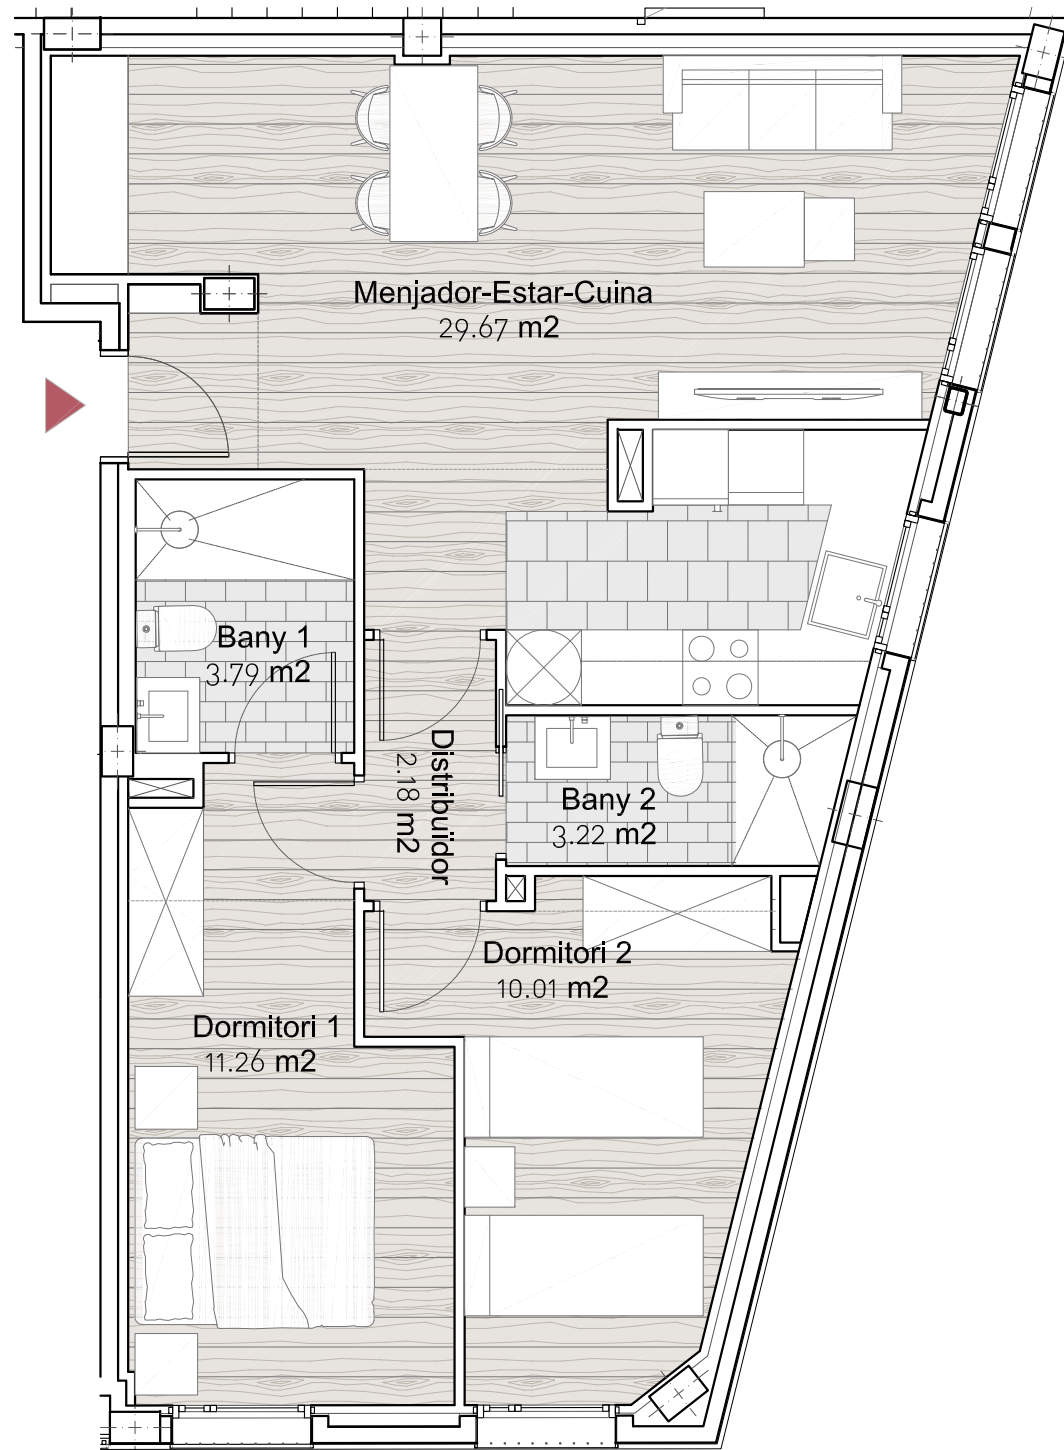 Menjador-Estar-Cuina
29.67 m2
Bany 1
3.79 m2
Distribuïdor
2.18 m2
Bany 2
3.22 m2
Dormitori 2
10.01 m2
Dormitori 1
11.26 m2